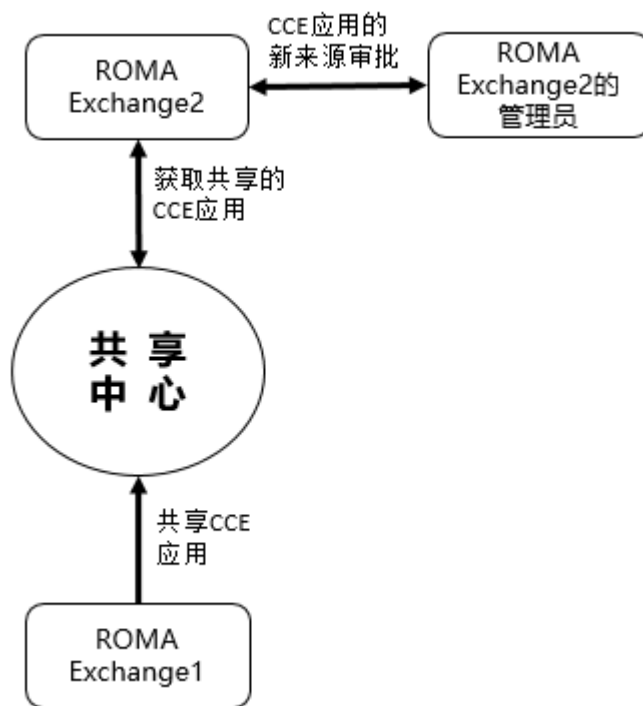 CCE应用的
新来源审批
ROMA
Exchange2
ROMA
Exchange2的
管理员
获取共享的
CCE应用
共 享
中 心
共享CCE
应用
ROMA
Exchange1